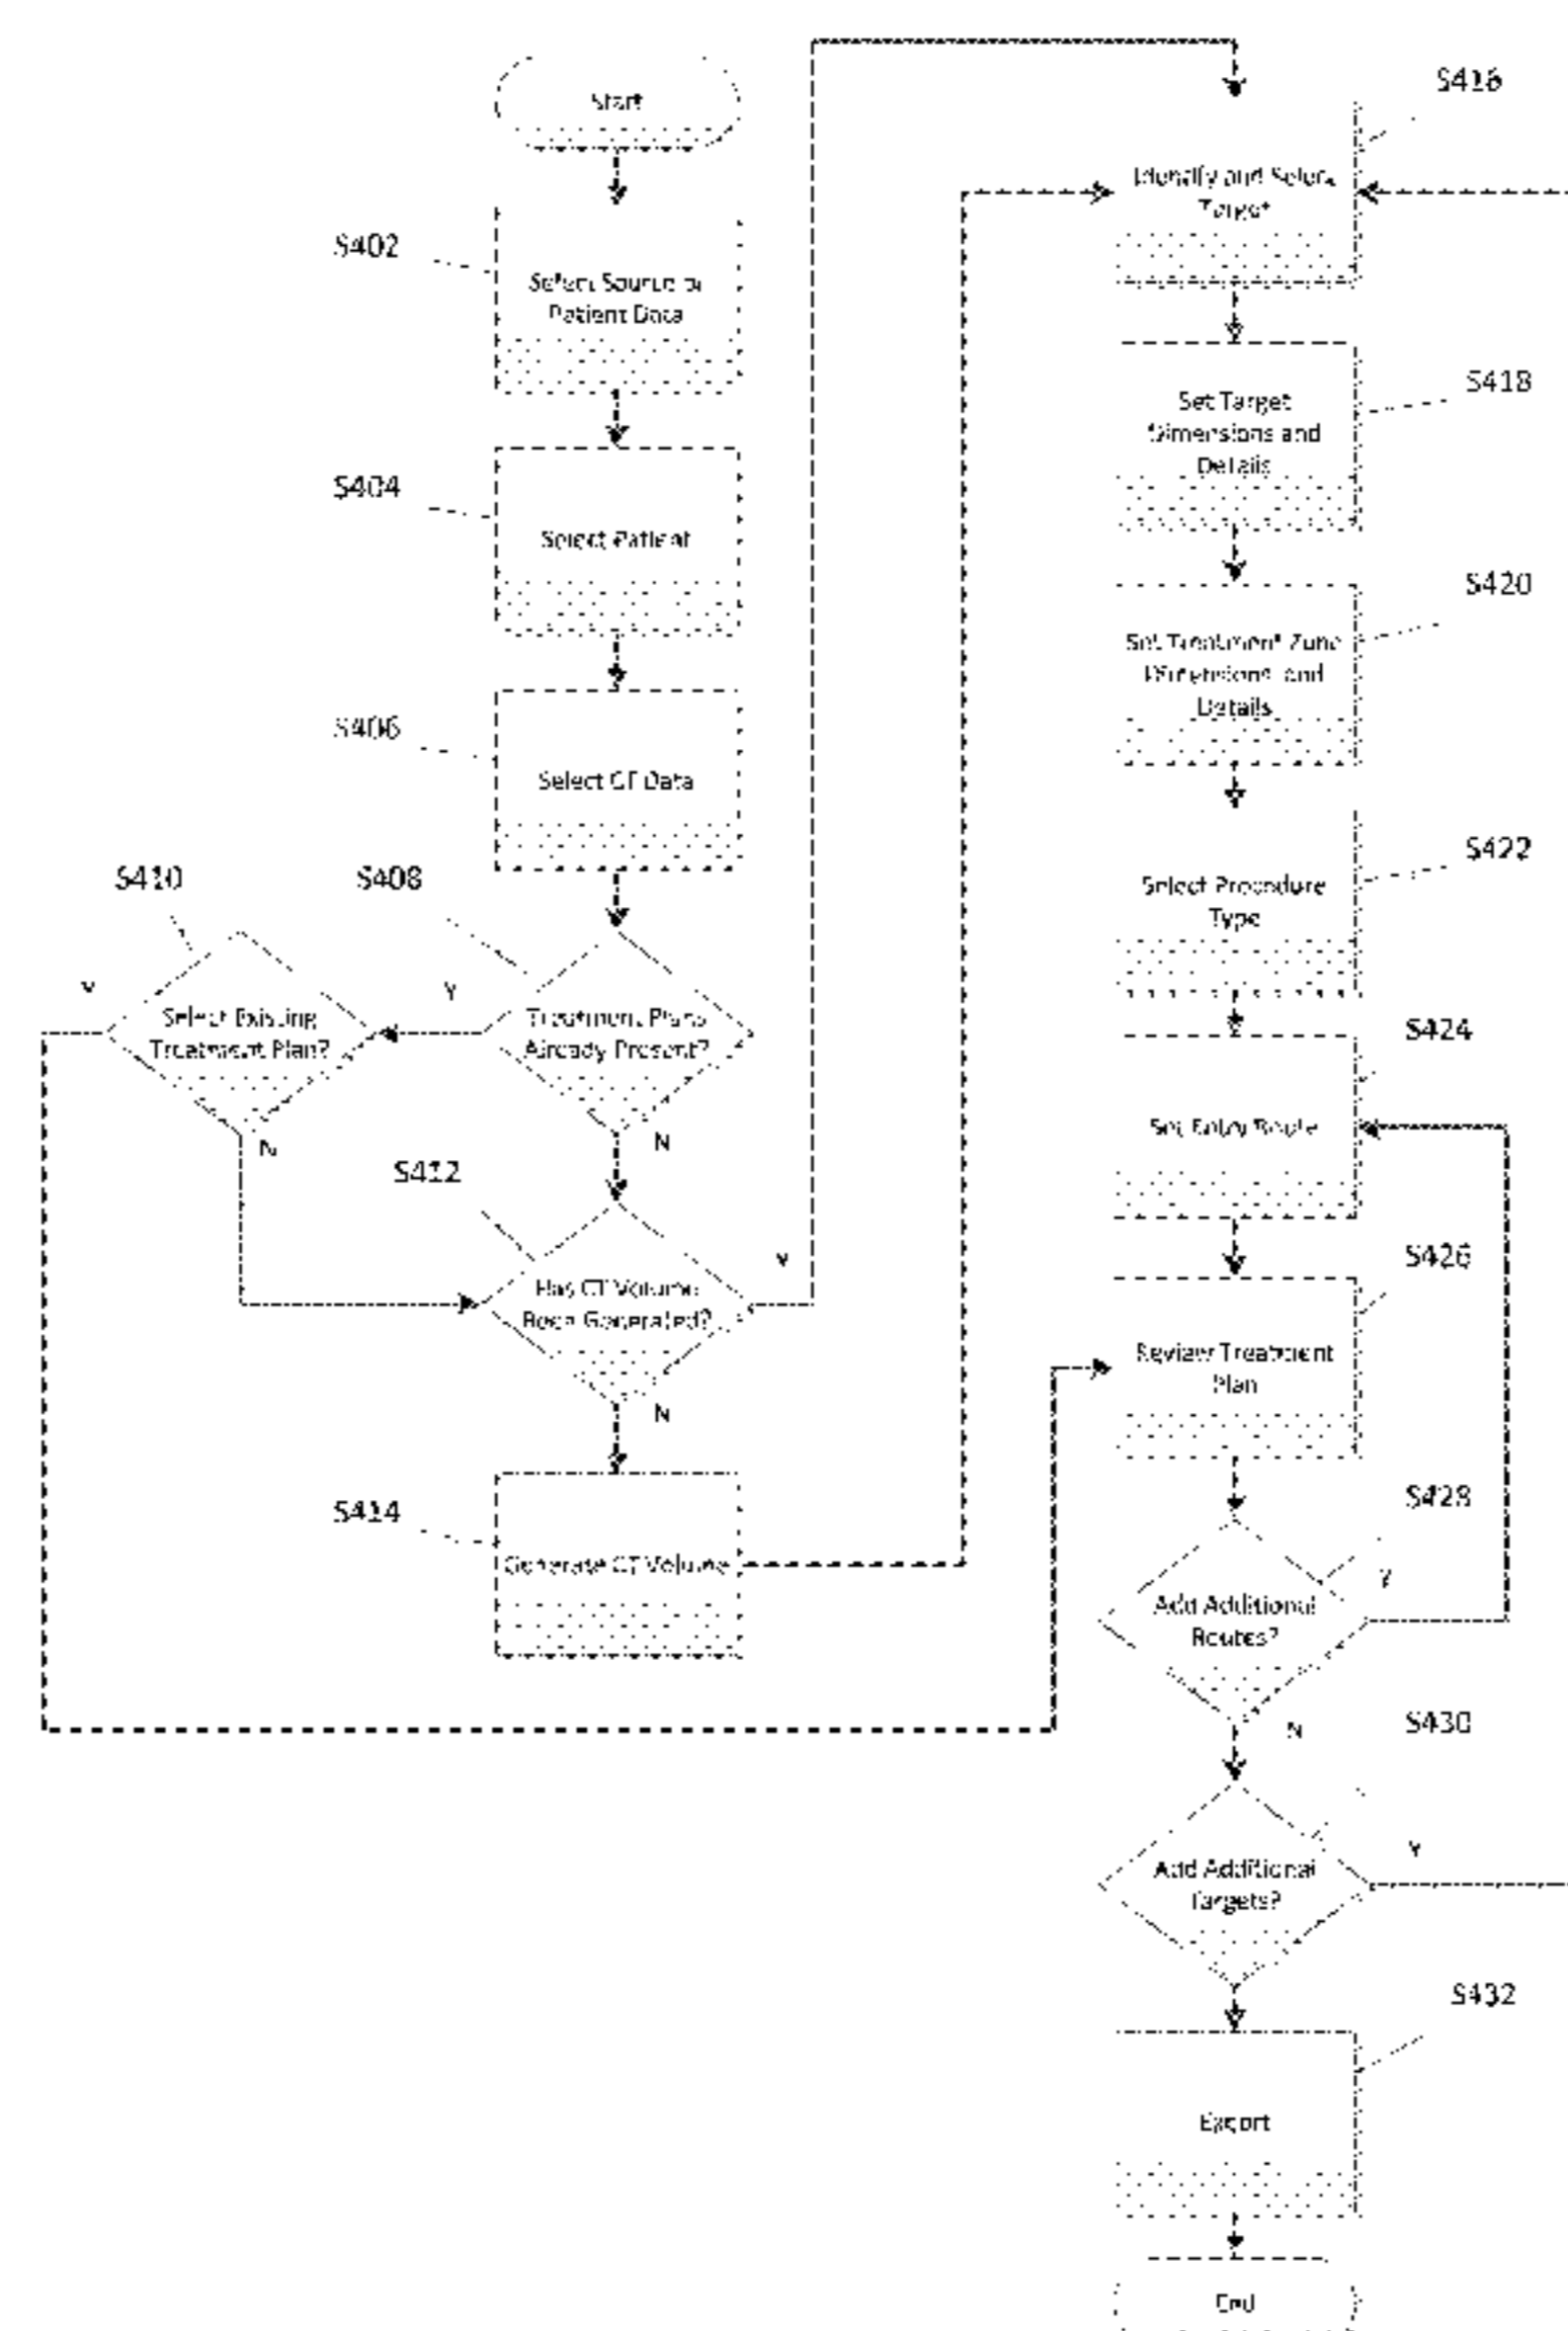 Start
S402
Select Source of
Patient Data
S404
Select Patient
S406
Select CT Data
S410
S408
Y
Y
Select Existing
Treatment Plan?
Treatment Plans
Already Present?
N
N
S412
Y
Has CT Volume
Been Generated?
N
S414
Generate CT Volume
S416
Identify and Select
Target
S418
Set Target
Dimensions and
Details
S420
Set Treatment Zone
Dimensions and
Details
S422
Select Procedure
Type
S424
Set Entry Route
S426
Review Treatment
Plan
S428
Y
Add Additional
Routes?
N
S430
Y
Add Additional
Targets?
S432
Export
End